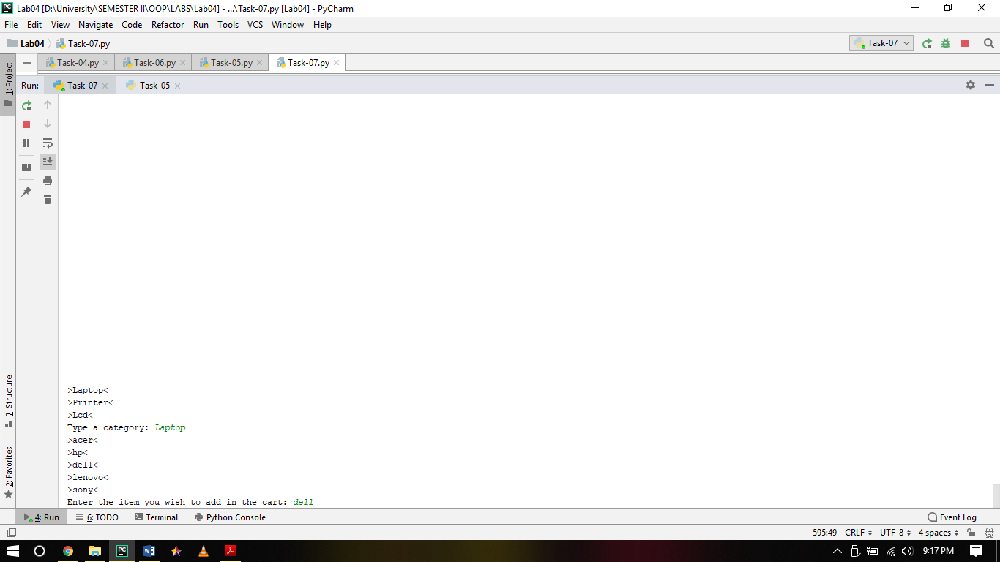 PC Lab04 [D:\University\SEMESTER II\OOP\LABS\Lab04] - ...\Task-07.py [Lab04] - PyCharm
File Edit View Navigate Code Refactor Run Tools VCS Window Help
Lab04 Task-07.py Task-07
1: Project
Task-04.py Task-06.py Task-05.py Task-07.py
Run: Task-07 Task-05
>Laptop<
>Printer<
>Lcd<
Type a category: Laptop
>acer<
>hp<
>dell<
>lenovo<
>sony<
Enter the item you wish to add in the cart: dell
7: Structure
2: Favorites
4: Run 6: TODO Terminal Python Console Event Log
595:49 CRLF UTF-8 4 spaces
PC W 9:17 PM